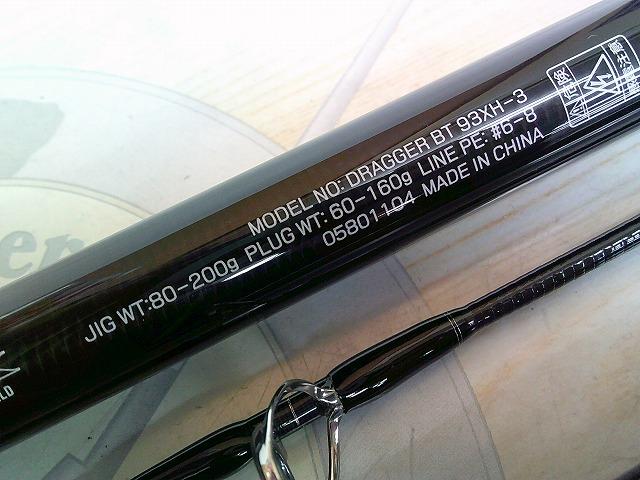 MODEL NO: DRAGGER BT 93XH-3
JIG WT:80-200g PLUG WT: 60-160g LINE PE: #6-8
05801104 MADE IN CHINA